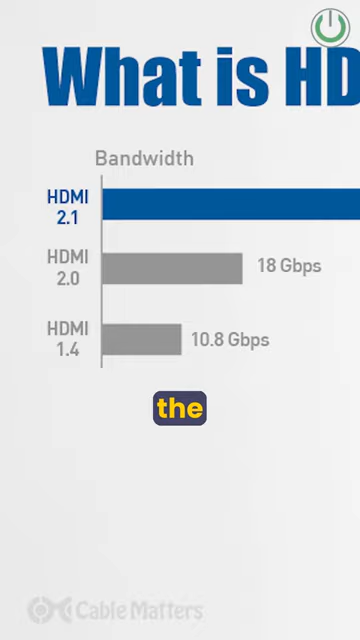 What is HD
Bandwidth
HDMI
2.1
HDMI
2.0
18 Gbps
HDMI
1.4
10.8 Gbps
the
Cable Matters